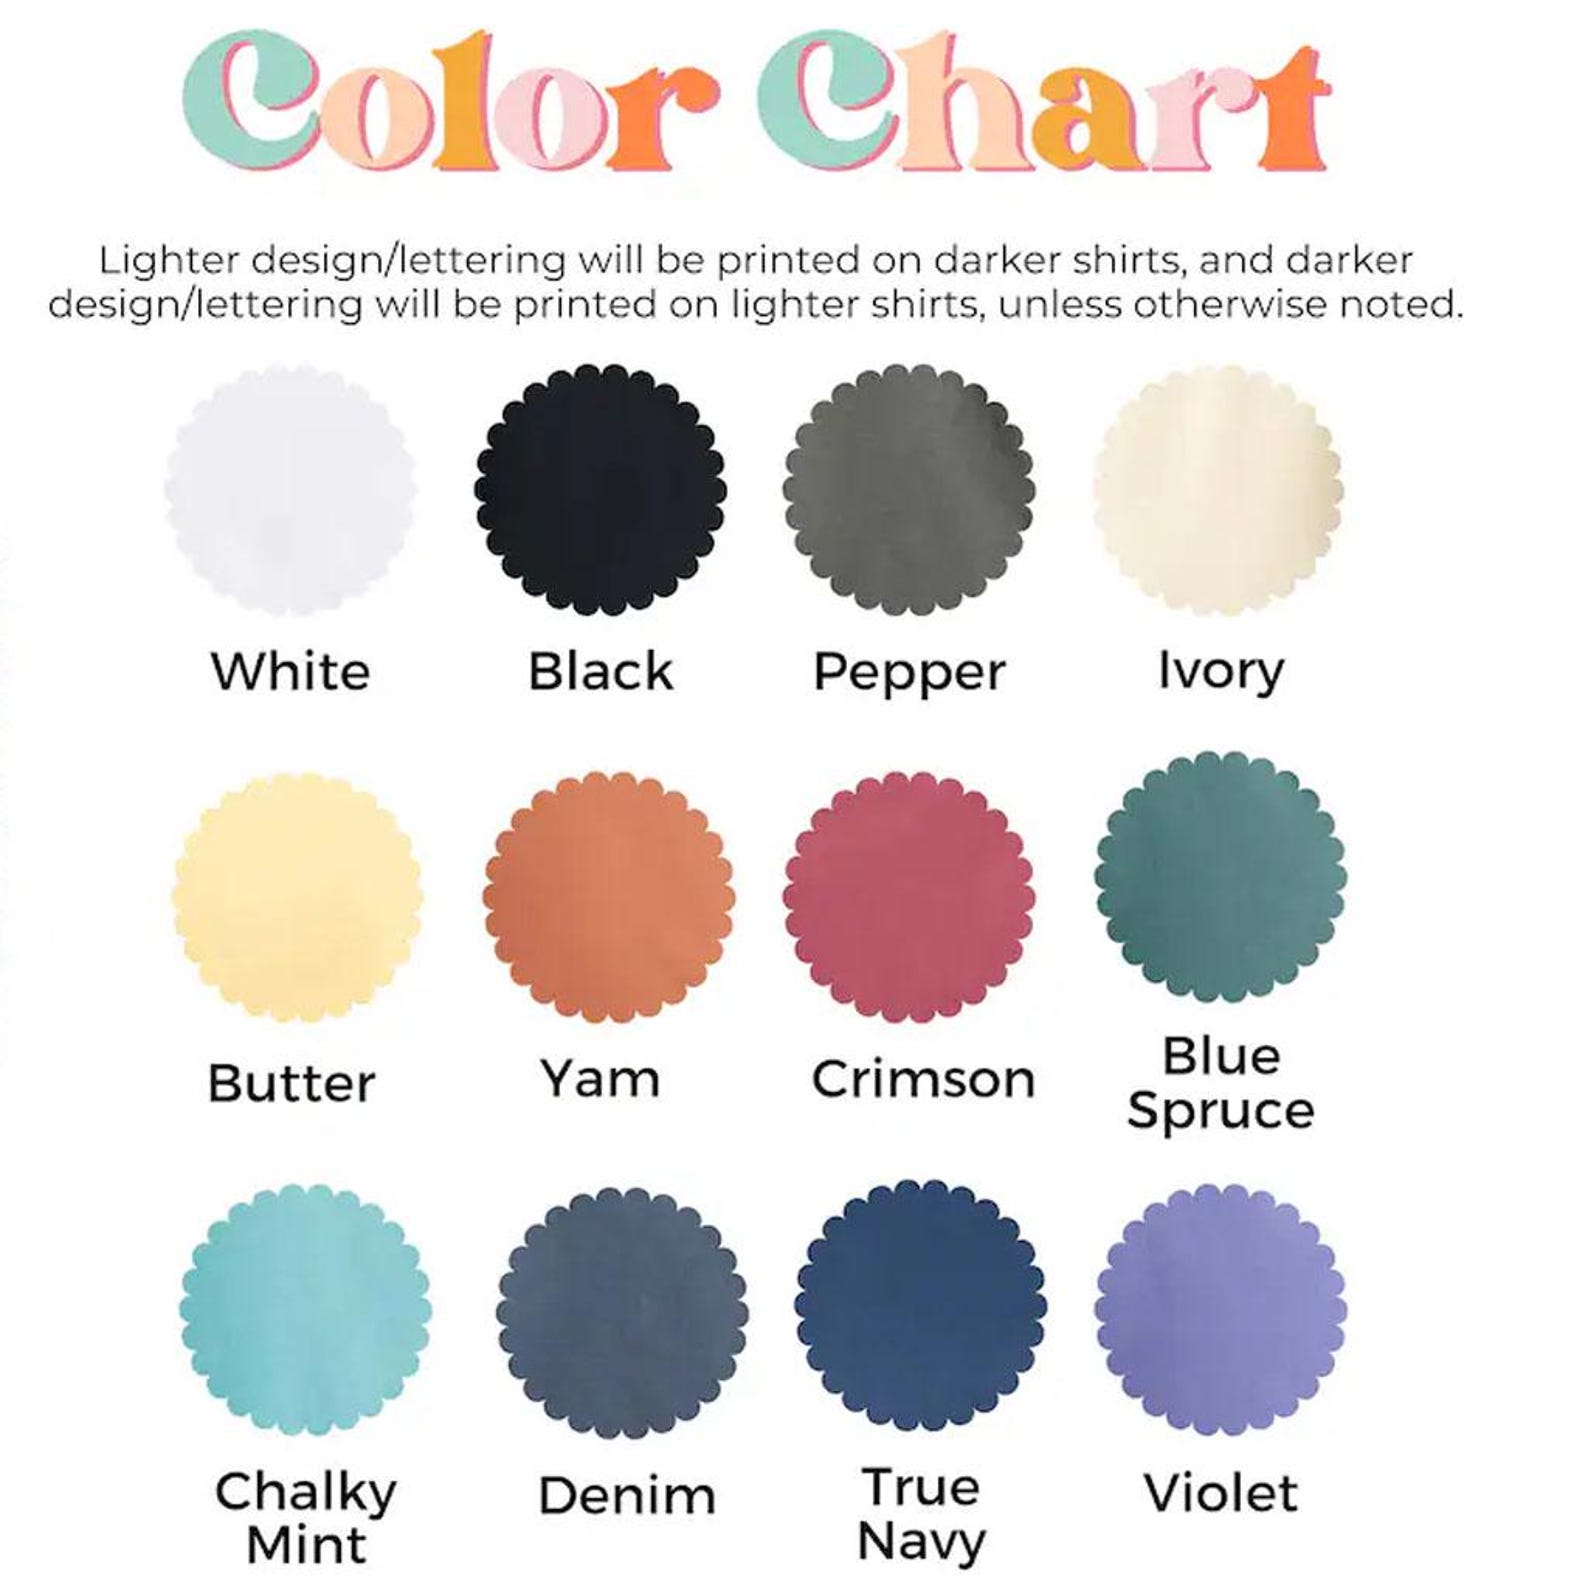 Color Chart
Lighter design/lettering will be printed on darker shirts, and darker
design/lettering will be printed on lighter shirts, unless otherwise noted.
White
Black
Pepper
Ivory
Butter
Yam
Crimson
Blue
Spruce
Chalky
Mint
Denim
True
Navy
Violet